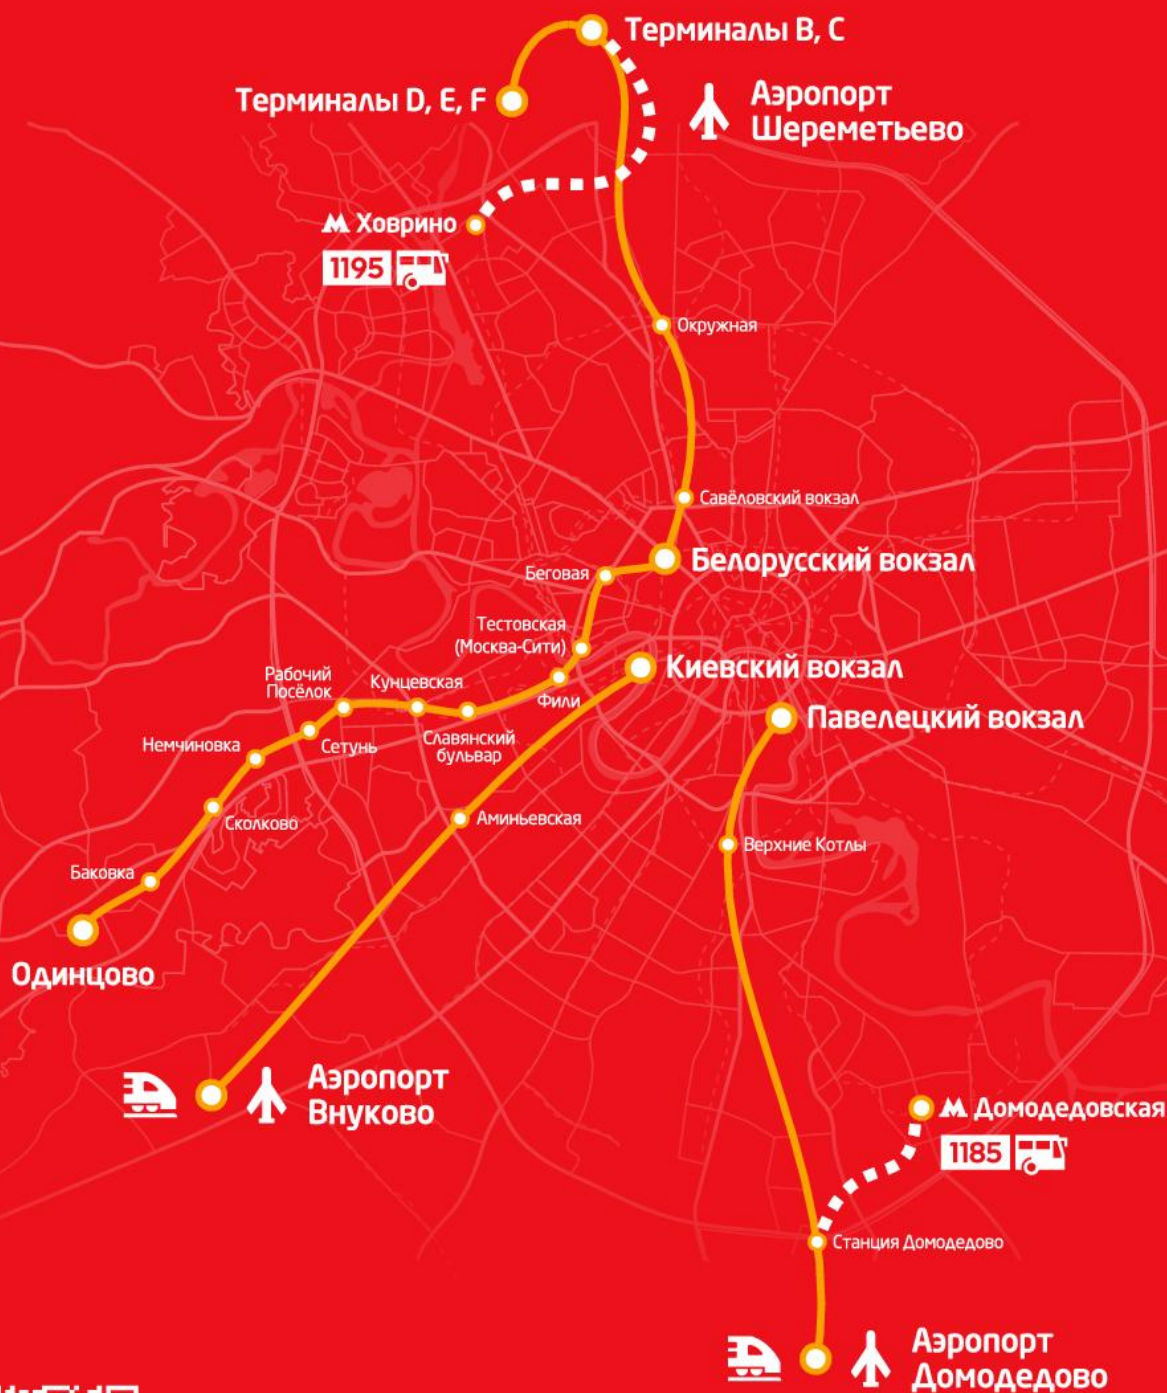 Терминалы B, C
Терминалы D, E, F
Аэропорт
Шереметьево
Ховрино
1195
Окружная
Савёловский вокзал
Белорусский вокзал
Беговая
Тестовская
(Москва-Сити)
Киевский вокзал
Рабочий
Посёлок
Кунцевская
Фили
Павелецкий вокзал
Немчиновка
Сетунь
Славянский
бульвар
Сколково
Аминьевская
Верхние Котлы
Баковка
Одинцово
Аэропорт
Внуково
Домодедовская
1185
Станция Домодедово
Аэропорт
Домодедово